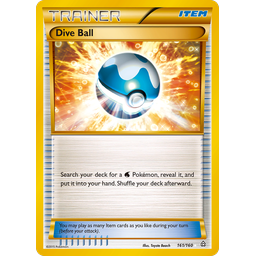 TRAINER
ITEM
Dive Ball
Search your deck for a Pokémon, reveal it, and
put it into your hand. Shuffle your deck afterward.
You may play as many Item cards as you like during your turn
(before your attack).
Illus. Toyste Beach
161/160
©2015 Pokémon